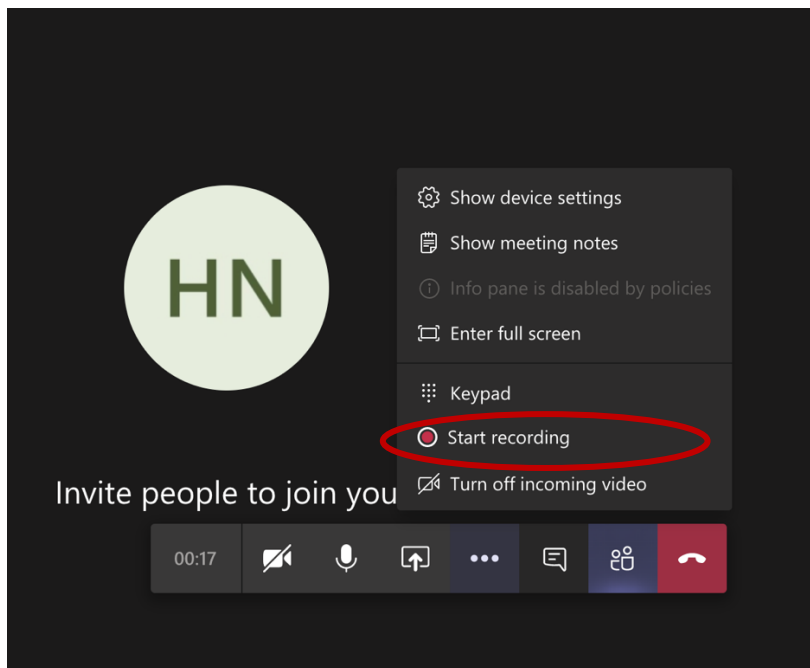 HN
Show device settings
Show meeting notes
Info pane is disabled by policies
Enter full screen
Keypad
Start recording
Turn off incoming video
Invite people to join you
00:17